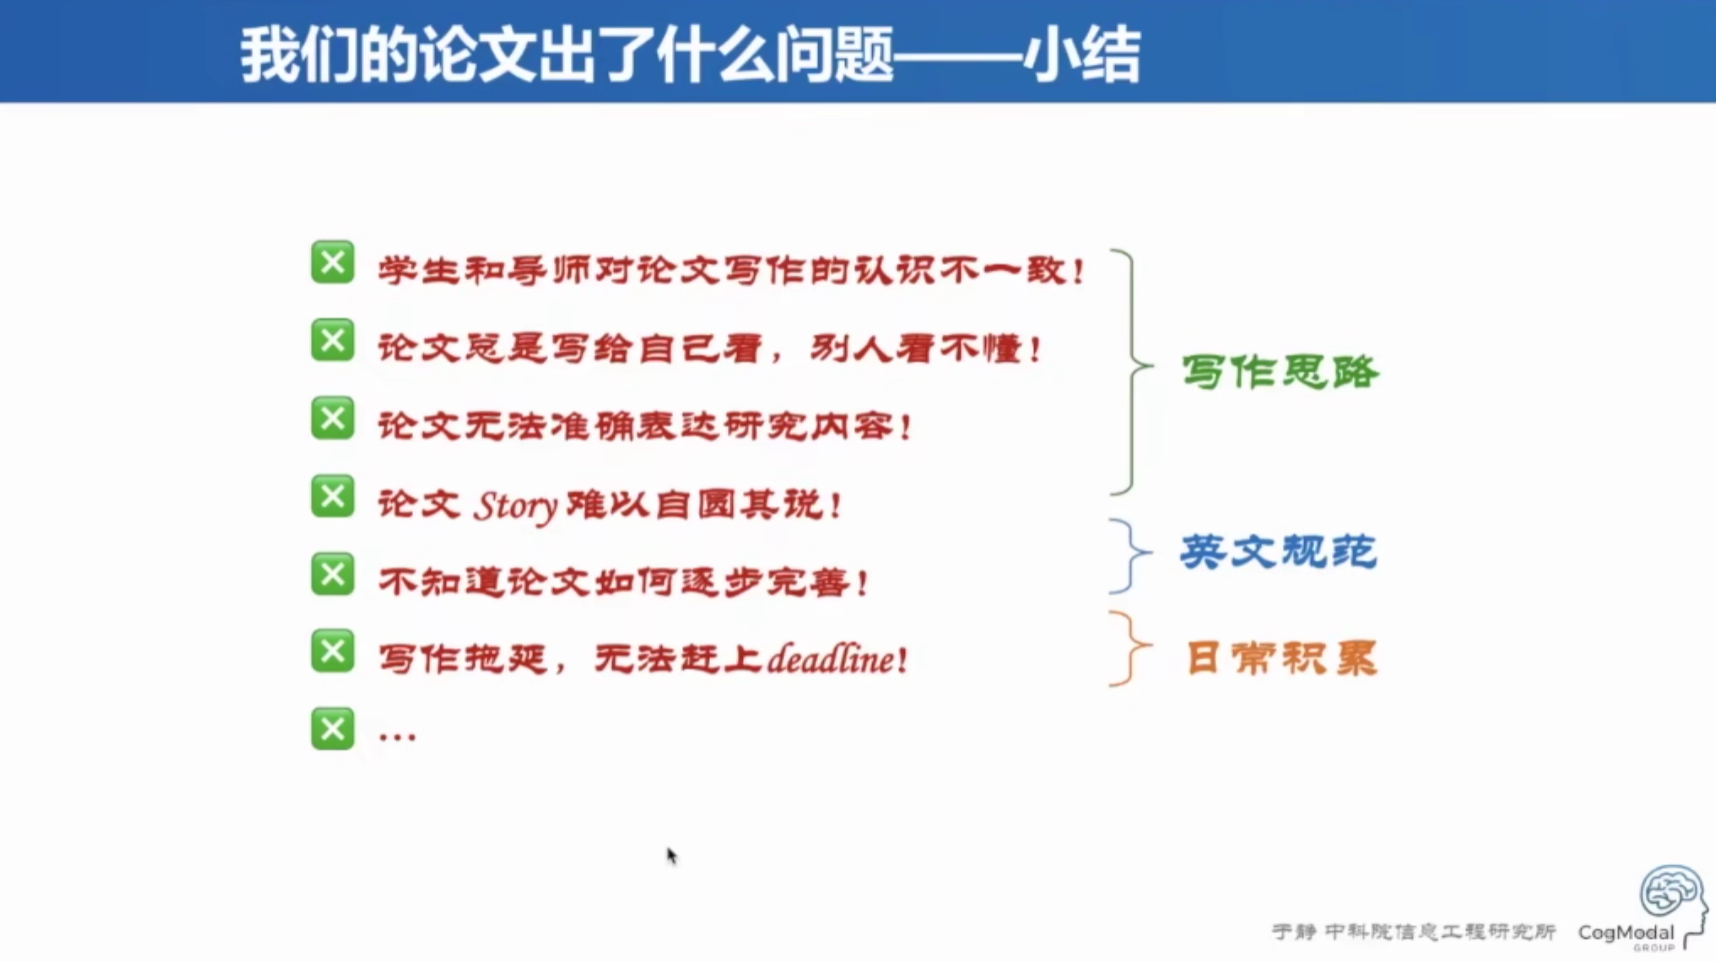 我们的论文出了什么问题——小结
学生和导师对论文写作的认识不一致！
论文总是写给自己看，别人看不懂！
论文无法准确表达研究内容！
论文 Story 难以自圆其说！
不知道论文如何逐步完善！
写作拖延，无法赶上deadline！
...
写作思路
英文规范
日常积累
于静 中科院信息工程研究所
CogModal
GROUP